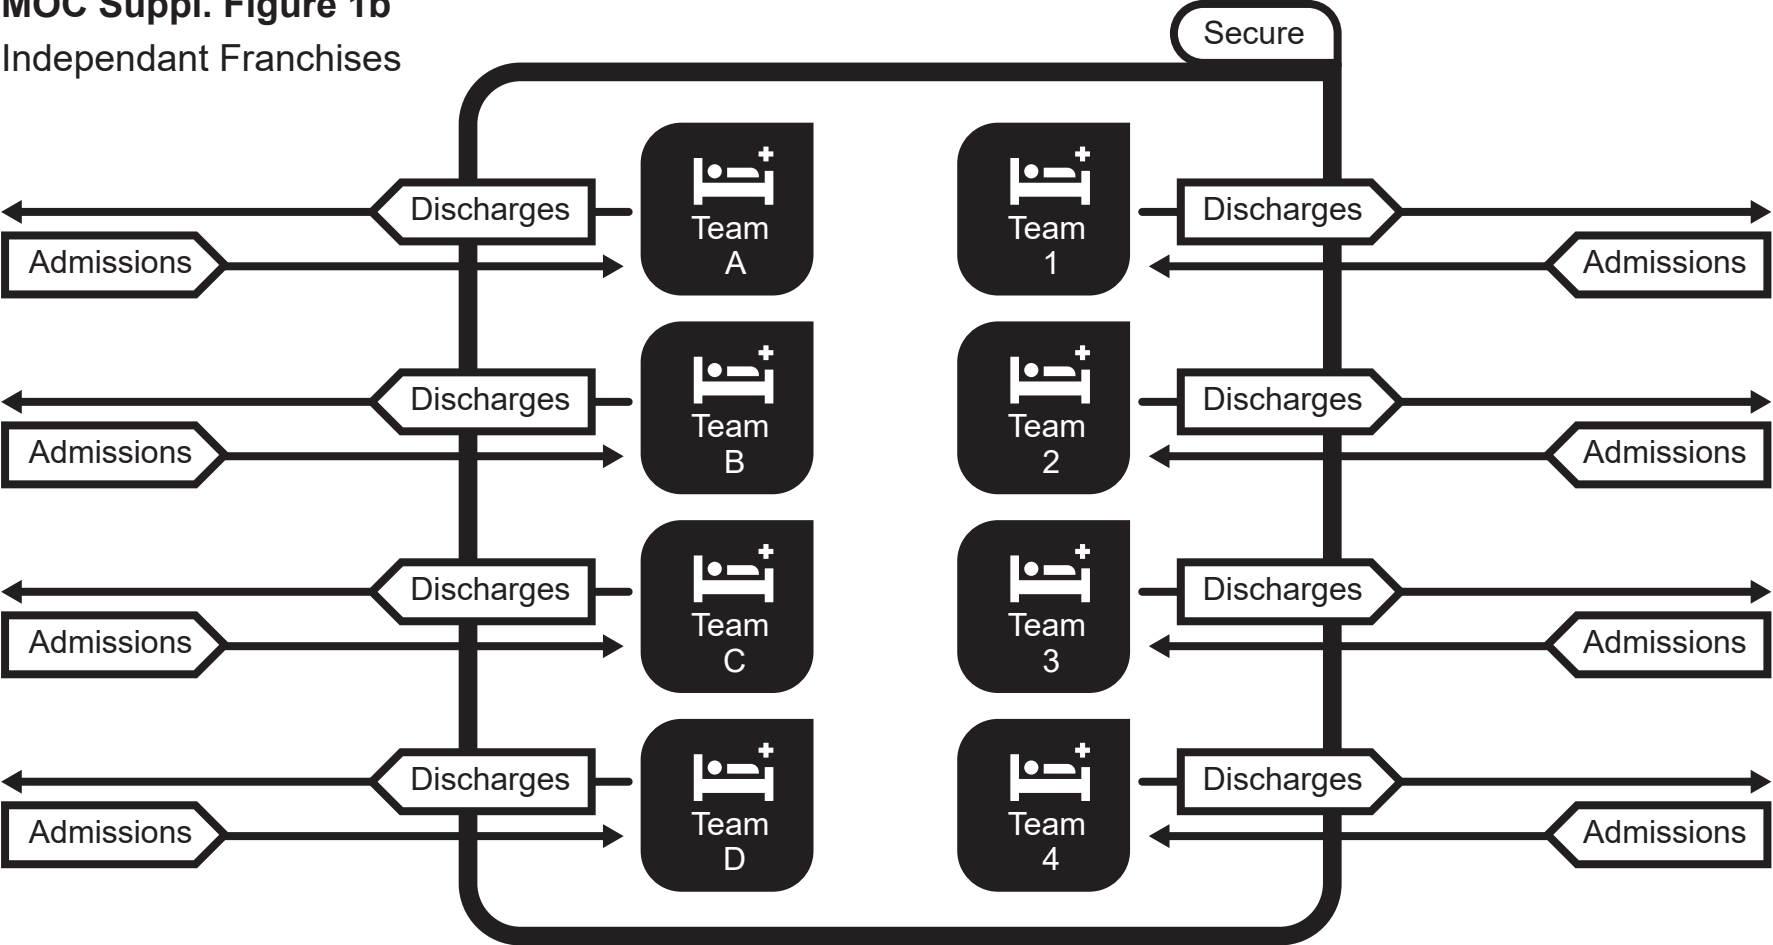 MOC Suppl. Figure 1b
Independant Franchises
Secure
Discharges
Admissions
Team
A
Team
1
Discharges
Admissions
Discharges
Admissions
Team
B
Team
2
Discharges
Admissions
Discharges
Admissions
Team
C
Team
3
Discharges
Admissions
Discharges
Admissions
Team
D
Team
4
Discharges
Admissions